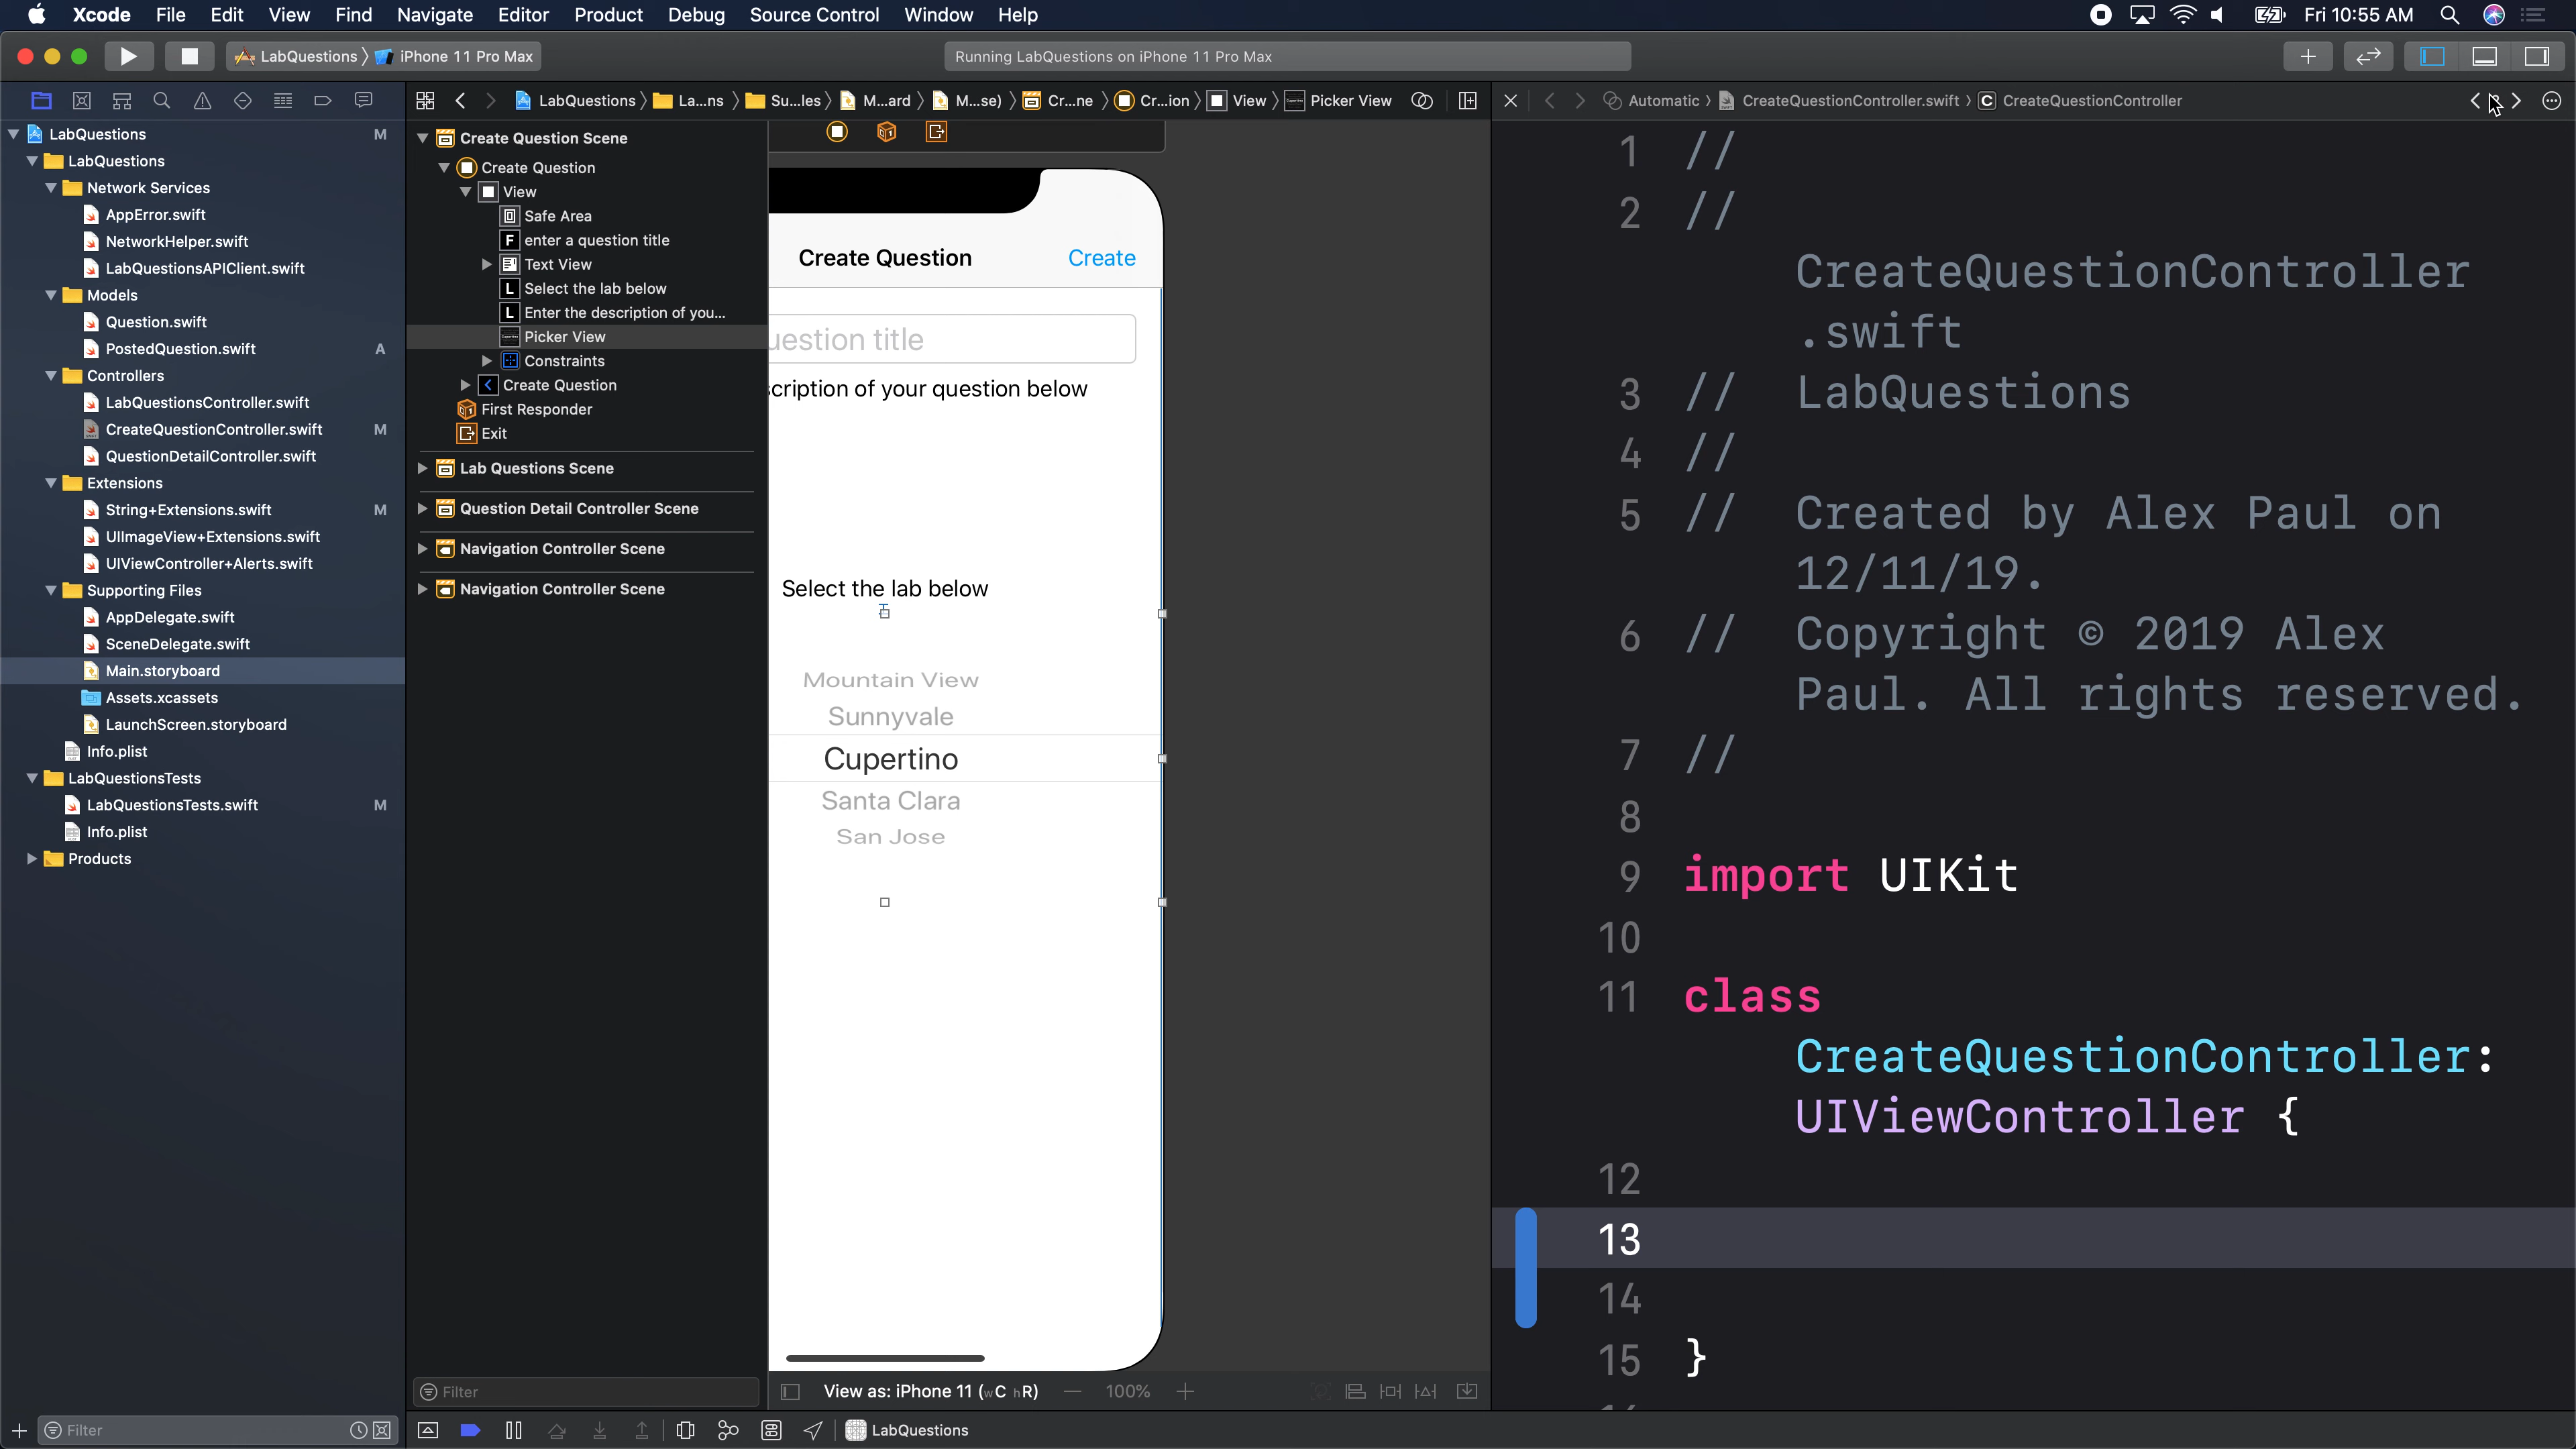 Xcode File Edit View Find Navigate Editor Product Debug Source Control Window Help Fri 10:55 AM
LabQuestions iPhone 11 Pro Max Running LabQuestions on iPhone 11 Pro Max
LabQuestions La...ns Su...les M...ard M...se) Cr...ne Cr...ion View Picker View
Automatic CreateQuestionController.swift C CreateQuestionController
LabQuestions M
LabQuestions
Network Services
AppError.swift
NetworkHelper.swift
LabQuestionsAPIClient.swift
Models
Question.swift
PostedQuestion.swift A
Controllers
LabQuestionsController.swift
CreateQuestionController.swift M
QuestionDetailController.swift
Extensions
String+Extensions.swift M
UIImageView+Extensions.swift
UIViewController+Alerts.swift
Supporting Files
AppDelegate.swift
SceneDelegate.swift
Main.storyboard
Assets.xcassets
LaunchScreen.storyboard
Info.plist
LabQuestionsTests
LabQuestionsTests.swift M
Info.plist
Products
Filter
Create Question Scene
Create Question
View
Safe Area
F enter a question title
Text View
L Select the lab below
L Enter the description of you...
Picker View
Constraints
Create Question
First Responder
Exit
Lab Questions Scene
Question Detail Controller Scene
Navigation Controller Scene
Navigation Controller Scene
Filter
Create Question Create
uestion title
scription of your question below
Select the lab below
Mountain View
Sunnyvale
Cupertino
Santa Clara
San Jose
View as: iPhone 11 (wC hR) 100%
LabQuestions
1 //
2 //
CreateQuestionController
.swift
3 // LabQuestions
4 //
5 // Created by Alex Paul on
12/11/19.
6 // Copyright © 2019 Alex
Paul. All rights reserved.
7 //
8
9 import UIKit
10
11 class
CreateQuestionController:
UIViewController {
12
13
14
15 }